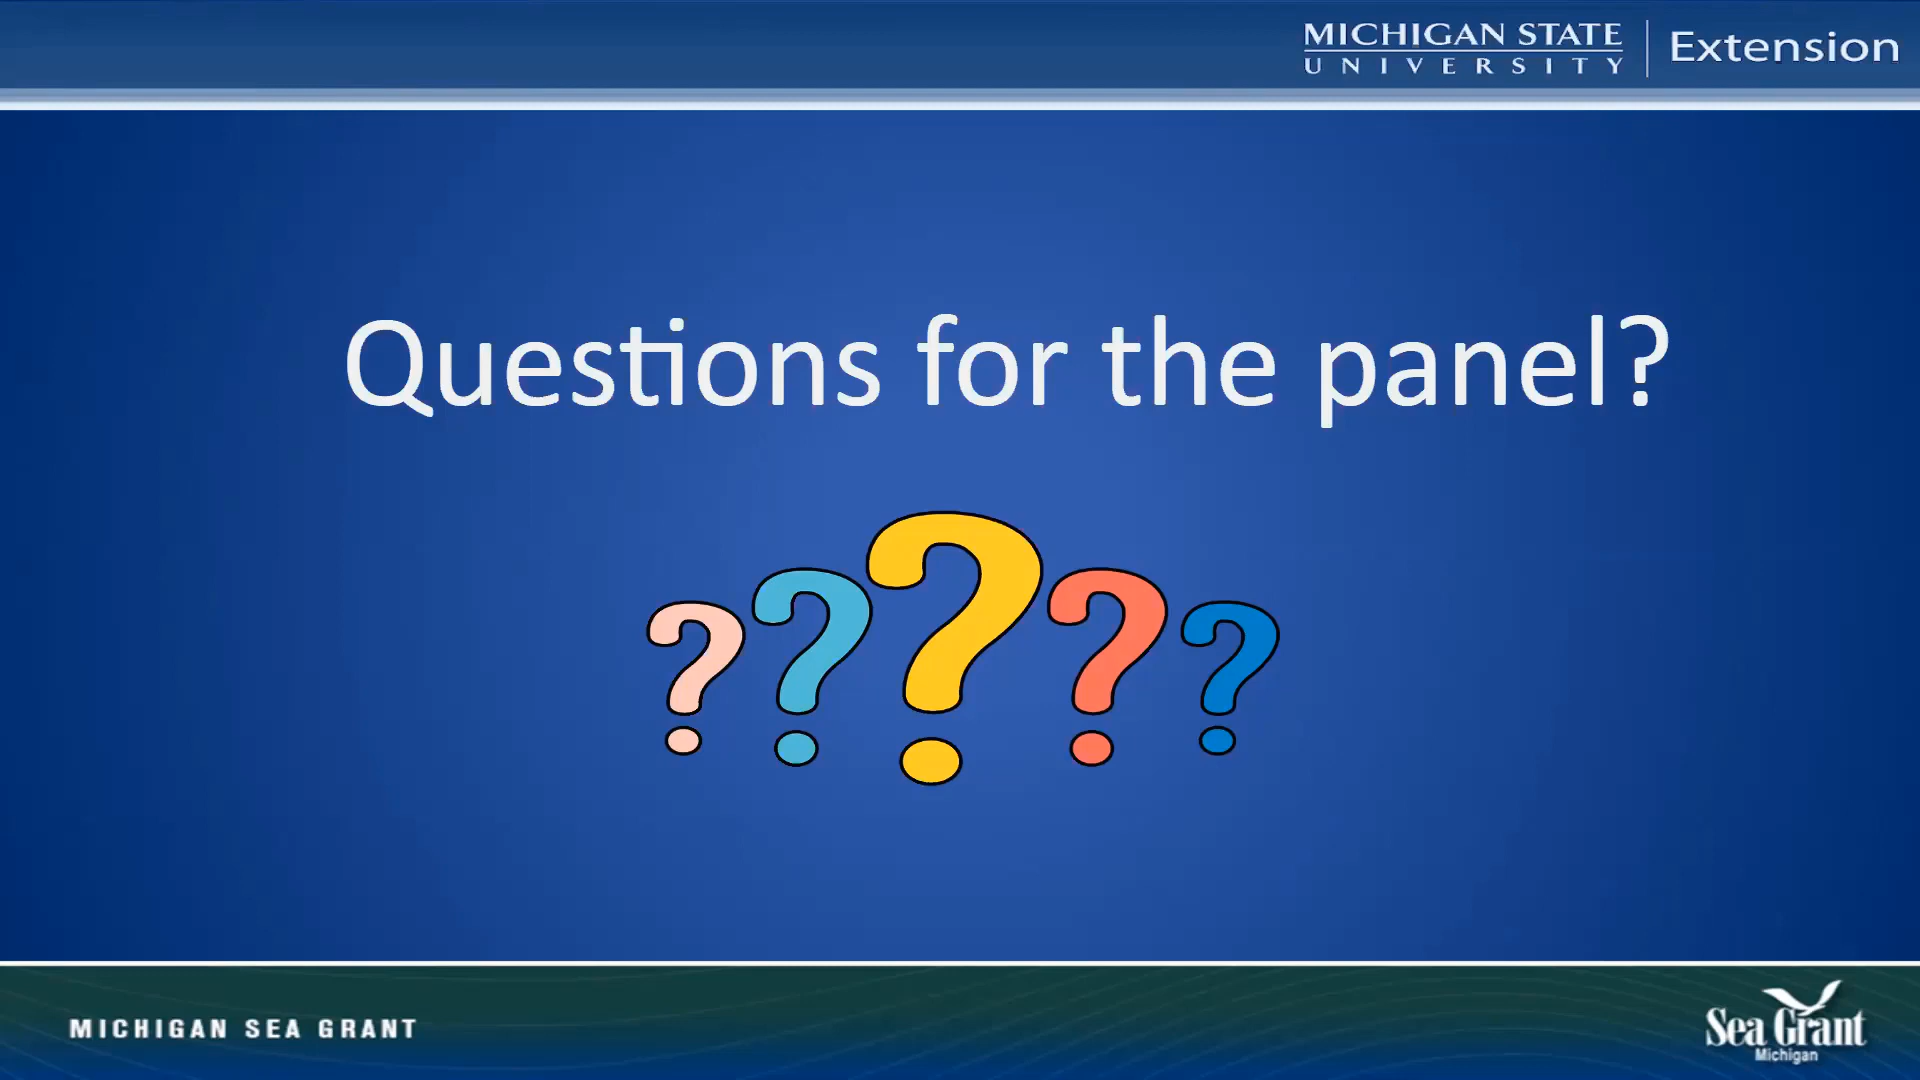 MICHIGAN STATE
UNIVERSITY
Extension
Questions for the panel?
?????
MICHIGAN SEA GRANT
Sea Grant
Michigan